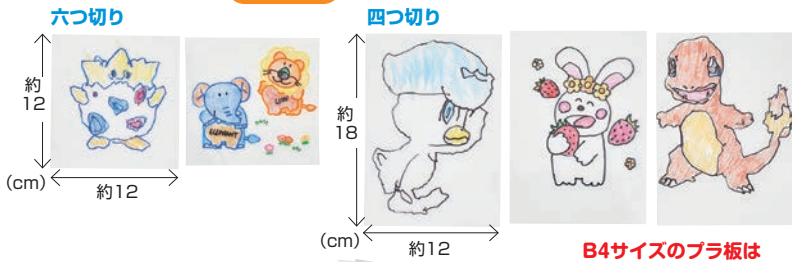 六つ切り
四つ切り
約
12
(cm)
約12
LION
ELEPHANT
約
18
(cm)
約12
B4サイズのプラ板は